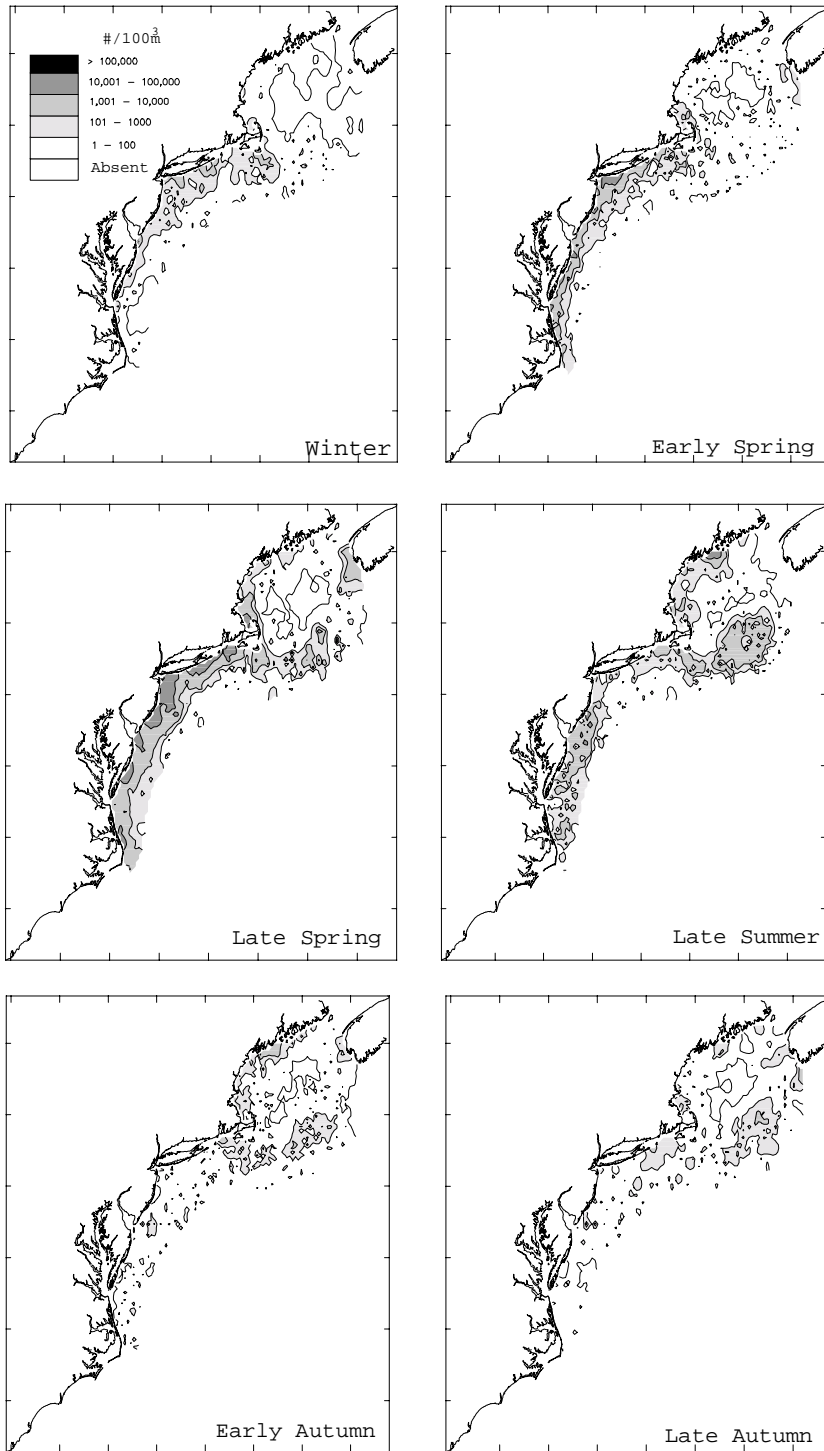 #/100m³
> 100,000
10,001 – 100,000
1,001 – 10,000
101 – 1000
1 – 100
Absent
Winter
Early Spring
Late Spring
Late Summer
Early Autumn
Late Autumn